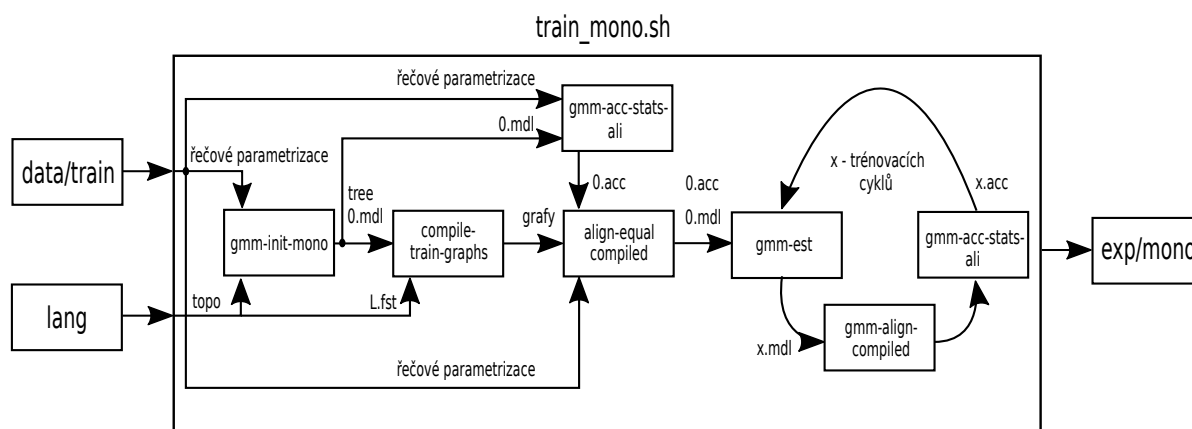 train_mono.sh
řečové parametrizace
gmm-acc-stats-
ali
0.mdl
data/train
řečové parametrizace
x - trénovacích
cyklů
0.acc
0.acc
x.acc
tree
0.mdl
grafy
0.mdl
gmm-init-mono
compile-
train-graphs
align-equal
compiled
gmm-est
gmm-acc-stats-
ali
exp/mono
lang
topo
L.fst
x.mdl
gmm-align-
compiled
řečové parametrizace